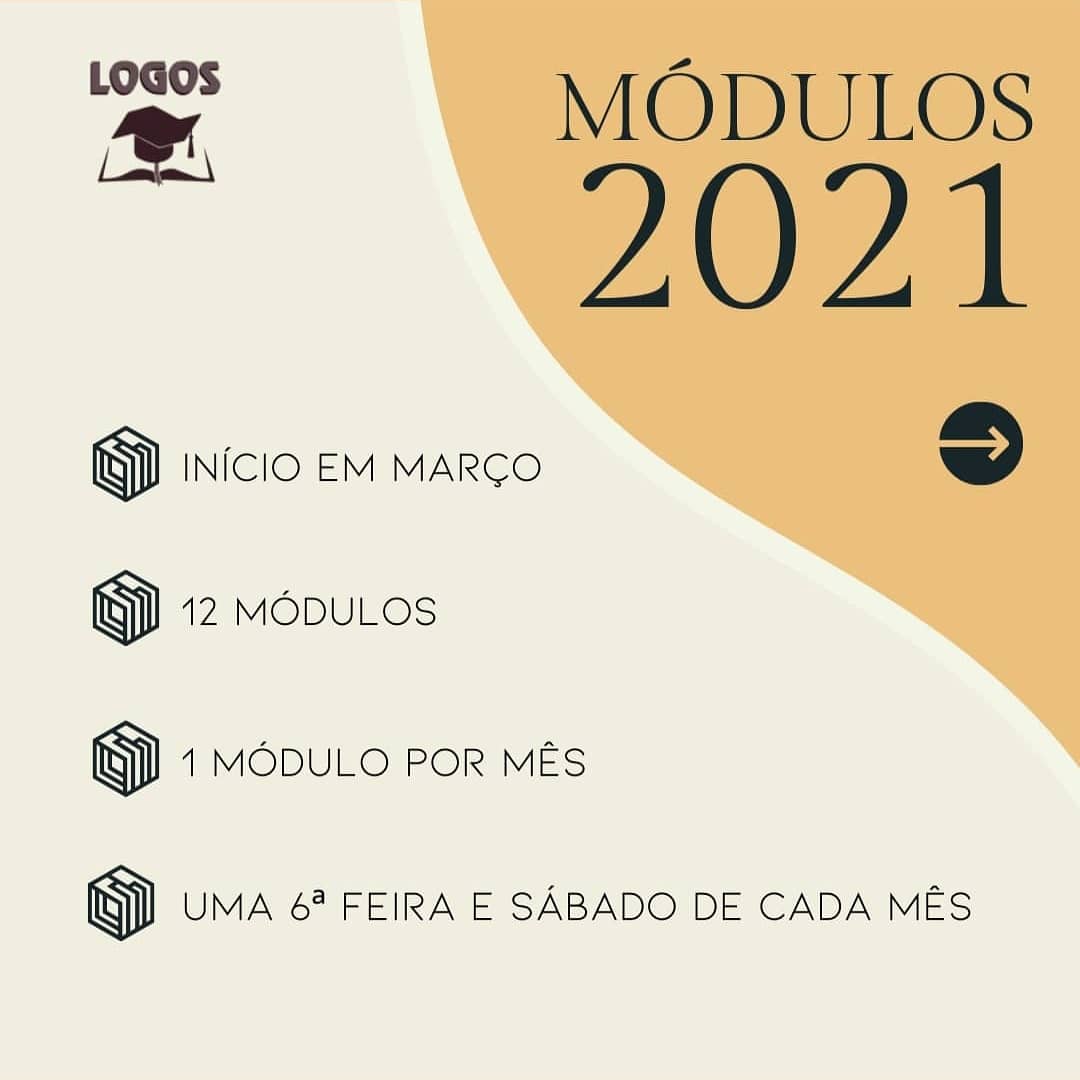 LOGOS
MÓDULOS
2021
INÍCIO EM MARÇO
12 MÓDULOS
1 MÓDULO POR MÊS
UMA 6ª FEIRA E SÁBADO DE CADA MÊS